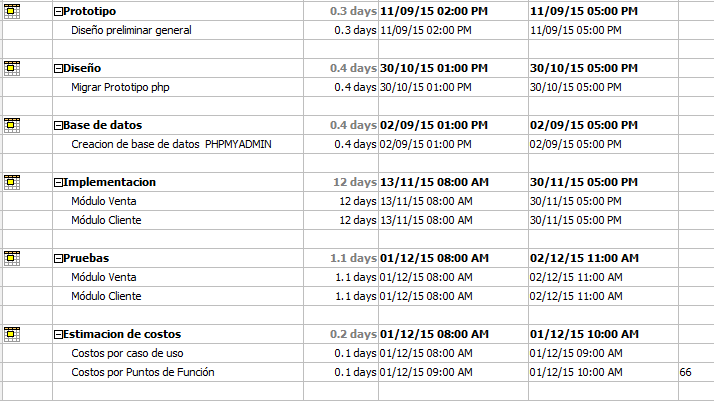 Prototipo 0.3 days 11/09/15 02:00 PM 11/09/15 05:00 PM
Diseño preliminar general 0.3 days 11/09/15 02:00 PM 11/09/15 05:00 PM
Diseño 0.4 days 30/10/15 01:00 PM 30/10/15 05:00 PM
Migrar Prototipo php 0.4 days 30/10/15 01:00 PM 30/10/15 05:00 PM
Base de datos 0.4 days 02/09/15 01:00 PM 02/09/15 05:00 PM
Creacion de base de datos PHPMYADMIN 0.4 days 02/09/15 01:00 PM 02/09/15 05:00 PM
Implementacion 12 days 13/11/15 08:00 AM 30/11/15 05:00 PM
Módulo Venta 12 days 13/11/15 08:00 AM 30/11/15 05:00 PM
Módulo Cliente 12 days 13/11/15 08:00 AM 30/11/15 05:00 PM
Pruebas 1.1 days 01/12/15 08:00 AM 02/12/15 11:00 AM
Módulo Venta 1.1 days 01/12/15 08:00 AM 02/12/15 11:00 AM
Módulo Cliente 1.1 days 01/12/15 08:00 AM 02/12/15 11:00 AM
Estimacion de costos 0.2 days 01/12/15 08:00 AM 01/12/15 10:00 AM
Costos por caso de uso 0.1 days 01/12/15 08:00 AM 01/12/15 09:00 AM
Costos por Puntos de Función 0.1 days 01/12/15 09:00 AM 01/12/15 10:00 AM 66